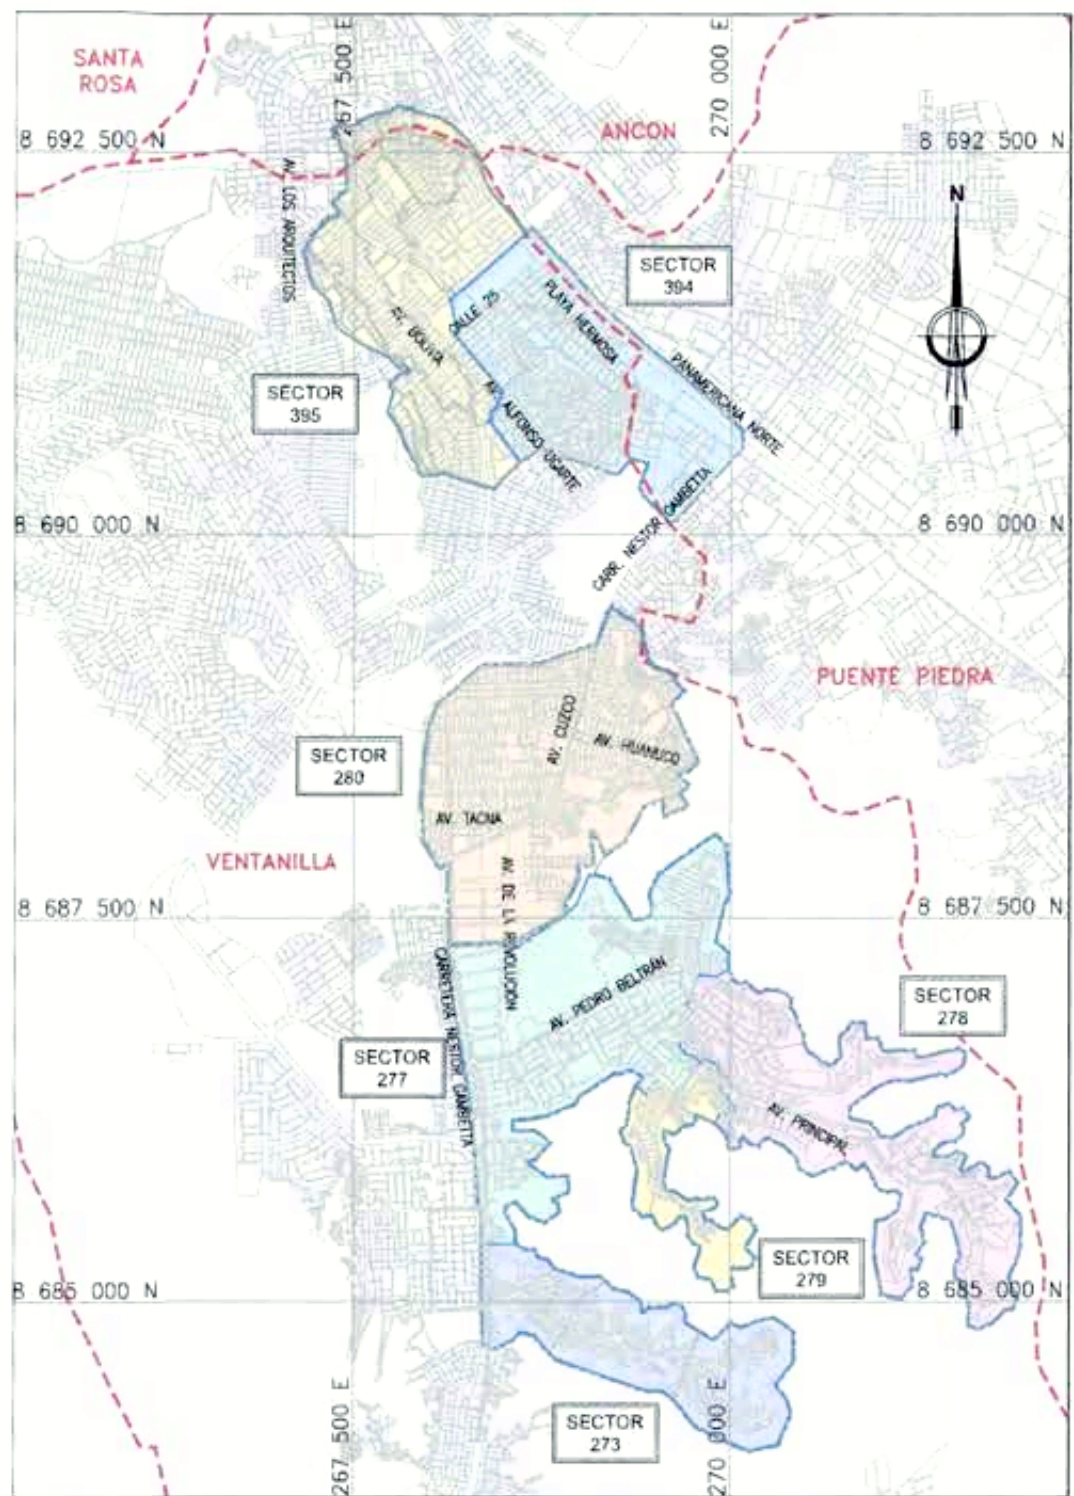 267 500 E
270 000 E
SANTA
ROSA
ANCON
8 692 500 N
8 692 500 N
N
AV. LOS ARQUITECTOS
SECTOR
394
CALLE 25
PLAYA HERMOSA
AV. BOLIVIA
PANAMERICANA NORTE
SECTOR
395
AV. ALFONSO UGARTE
8 690 000 N
8 690 000 N
CARR. NESTOR GAMBETTA
PUENTE PIEDRA
AV. CUZCO
AV. HUANUCO
SECTOR
280
AV. TACNA
VENTANILLA
AV. DE LA REVOLUCIÓN
8 687 500 N
8 687 500 N
CARRETERA NESTOR GAMBETTA
AV. PEDRO BELTRÁN
SECTOR
278
SECTOR
277
AV. PRINCIPAL
SECTOR
279
8 685 000 N
8 685 000 N
267 500 E
270 000 E
SECTOR
273